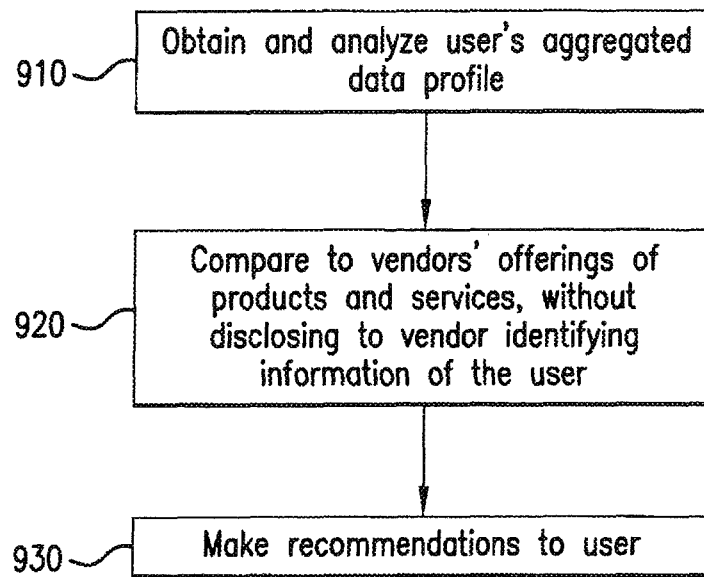 910
Obtain and analyze user's aggregated
data profile
920
Compare to vendors' offerings of
products and services, without
disclosing to vendor identifying
information of the user
930
Make recommendations to user